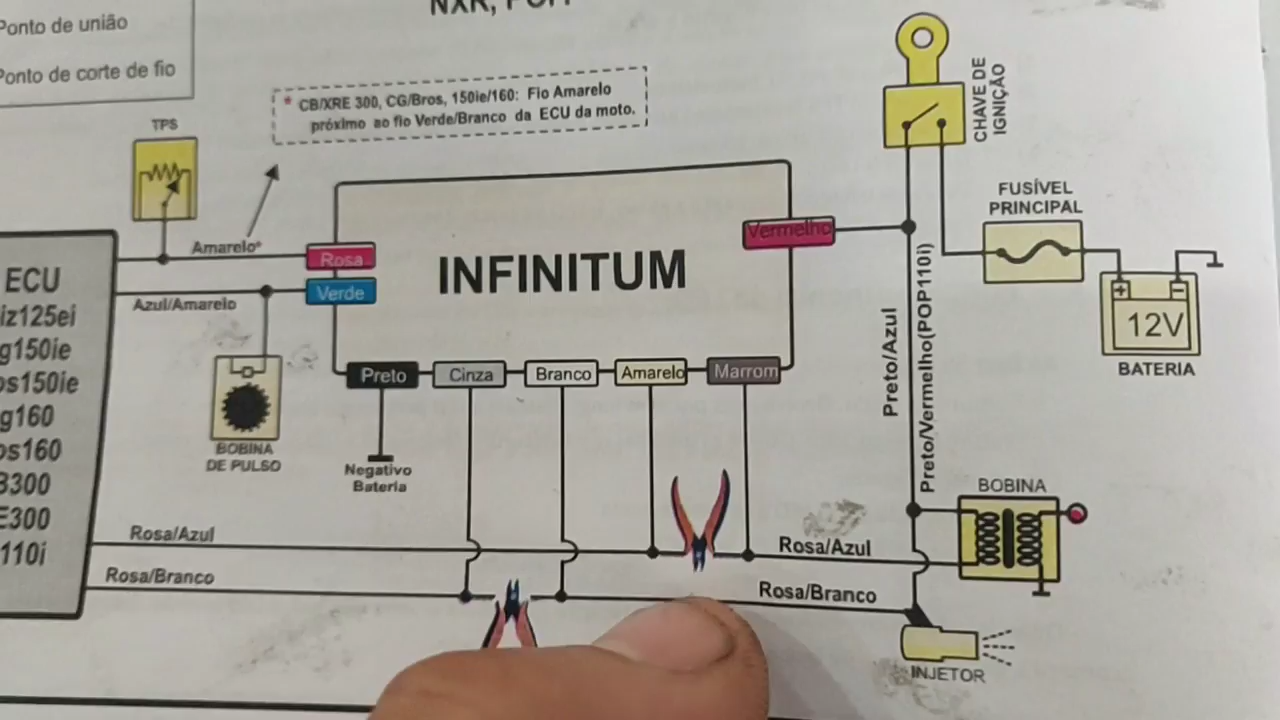 NXR, POP
Ponto de união
Ponto de corte de fio
* CB/XRE 300, CG/Bros, 150ie/160: Fio Amarelo
próximo ao fio Verde/Branco da ECU da moto.
TPS
CHAVE DE
IGNIÇÃO
FUSÍVEL
PRINCIPAL
Amarelo*
Rosa
Vermelho
INFINITUM
ECU
Azul/Amarelo
Verde
iz125ei
g150ie
os150ie
g160
os160
B300
E300
110i
+
-
12V
BATERIA
Preto/Azul
Preto/Vermelho(POP110i)
Preto
Cinza
Branco
Amarelo
Marrom
BOBINA
DE PULSO
Negativo
Bateria
BOBINA
Rosa/Azul
Rosa/Azul
Rosa/Branco
Rosa/Branco
INJETOR